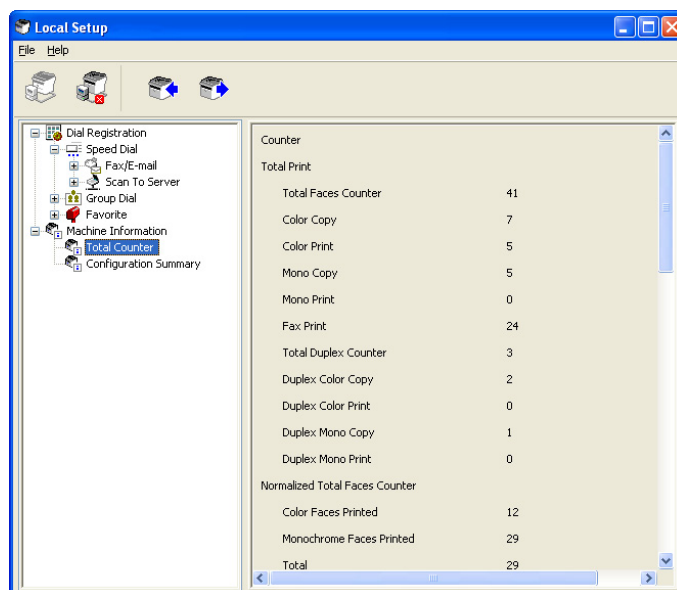 Local Setup
File Help
Dial Registration
Speed Dial
Fax/E-mail
Scan To Server
Group Dial
Favorite
Machine Information
Total Counter
Configuration Summary
Counter
Total Print
Total Faces Counter 41
Color Copy 7
Color Print 5
Mono Copy 5
Mono Print 0
Fax Print 24
Total Duplex Counter 3
Duplex Color Copy 2
Duplex Color Print 0
Duplex Mono Copy 1
Duplex Mono Print 0
Normalized Total Faces Counter
Color Faces Printed 12
Monochrome Faces Printed 29
Total 29